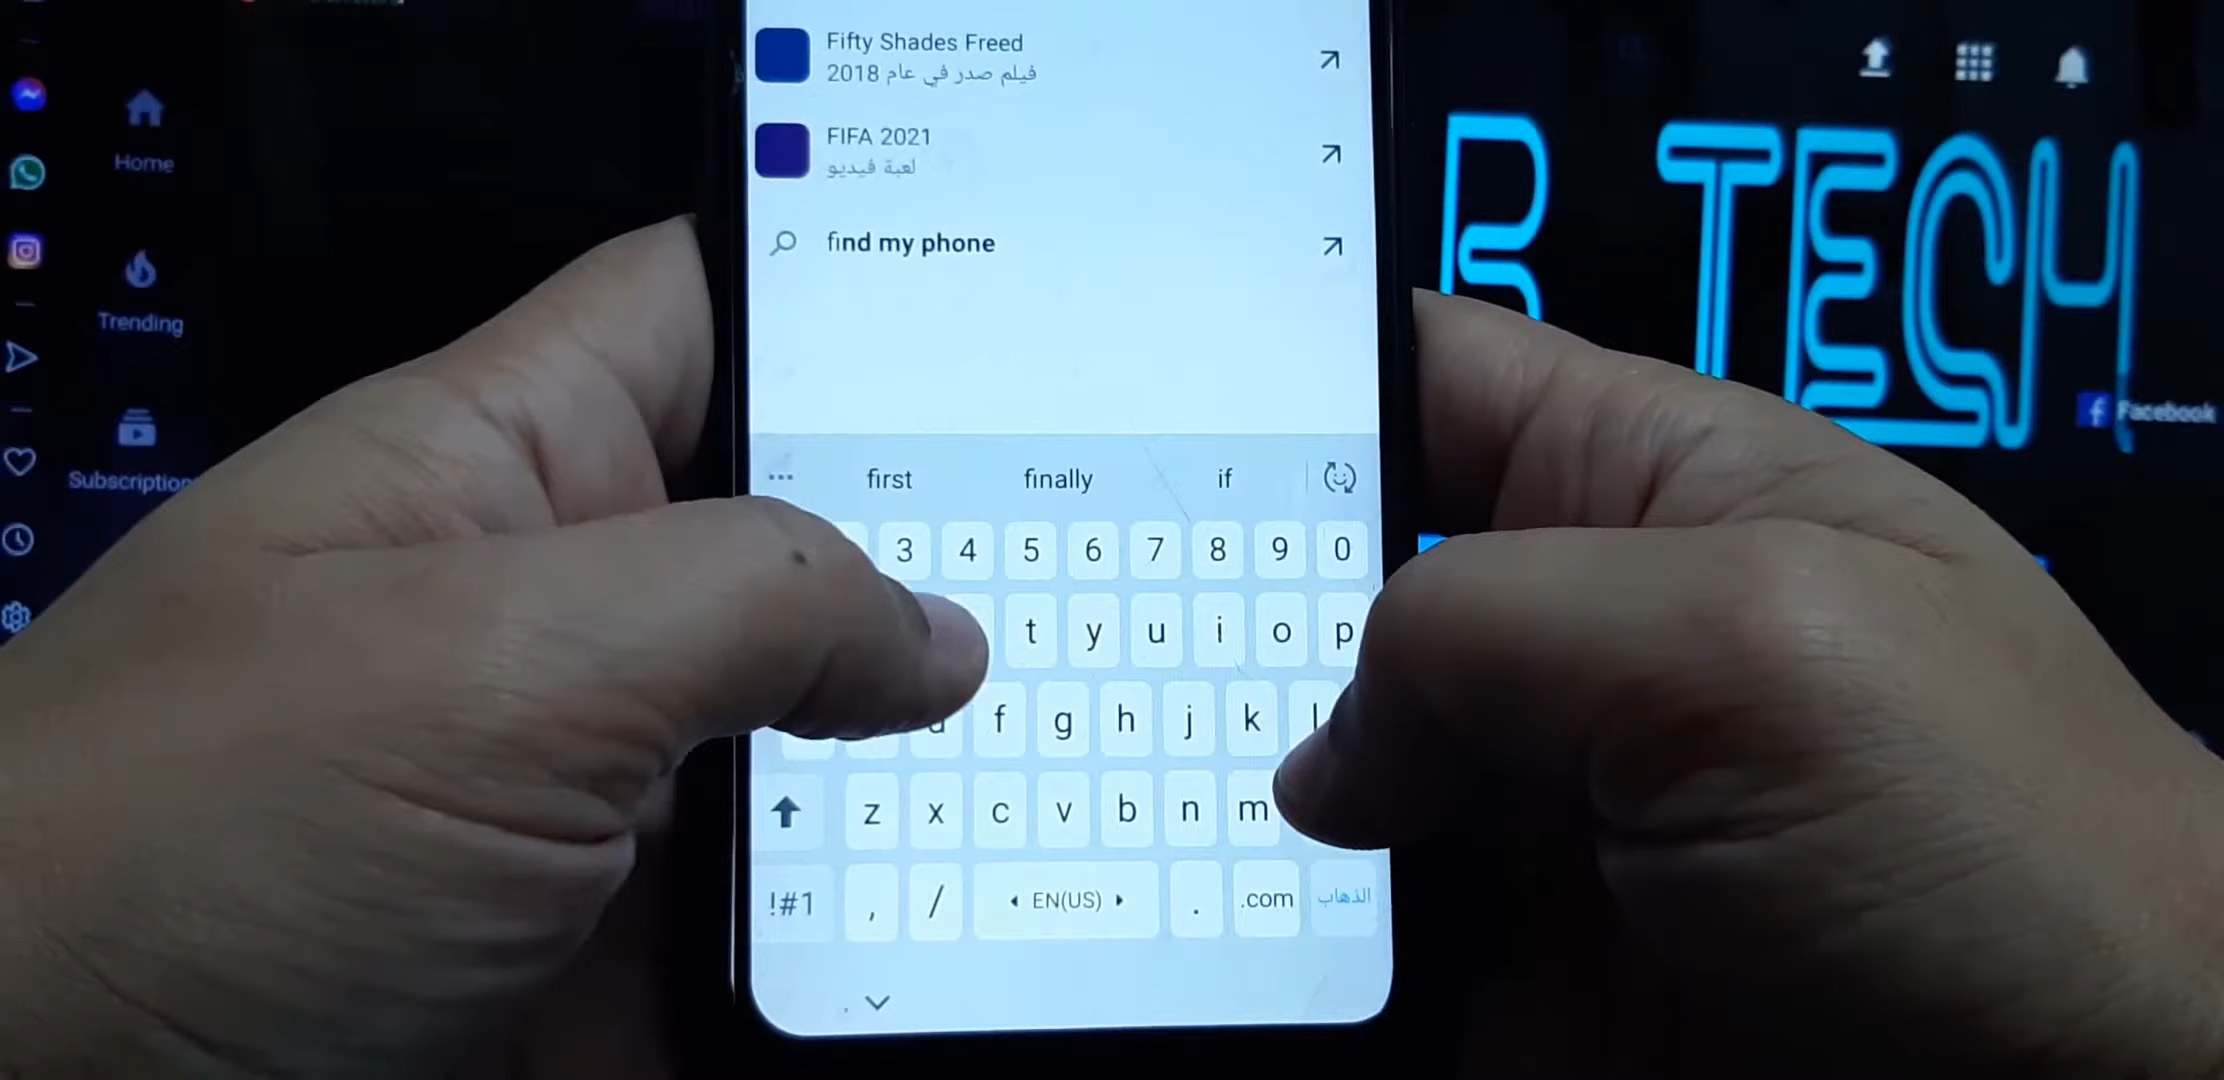 Home
Trending
Subscription
Fifty Shades Freed
فيلم صدر في عام 2018
FIFA 2021
لعبة فيديو
find my phone
first finally if
3 4 5 6 7 8 9 0
t y u i o p
f g h j k l
z x c v b n m
!#1 , / EN(US) . .com الذهاب
R TECH
Facebook